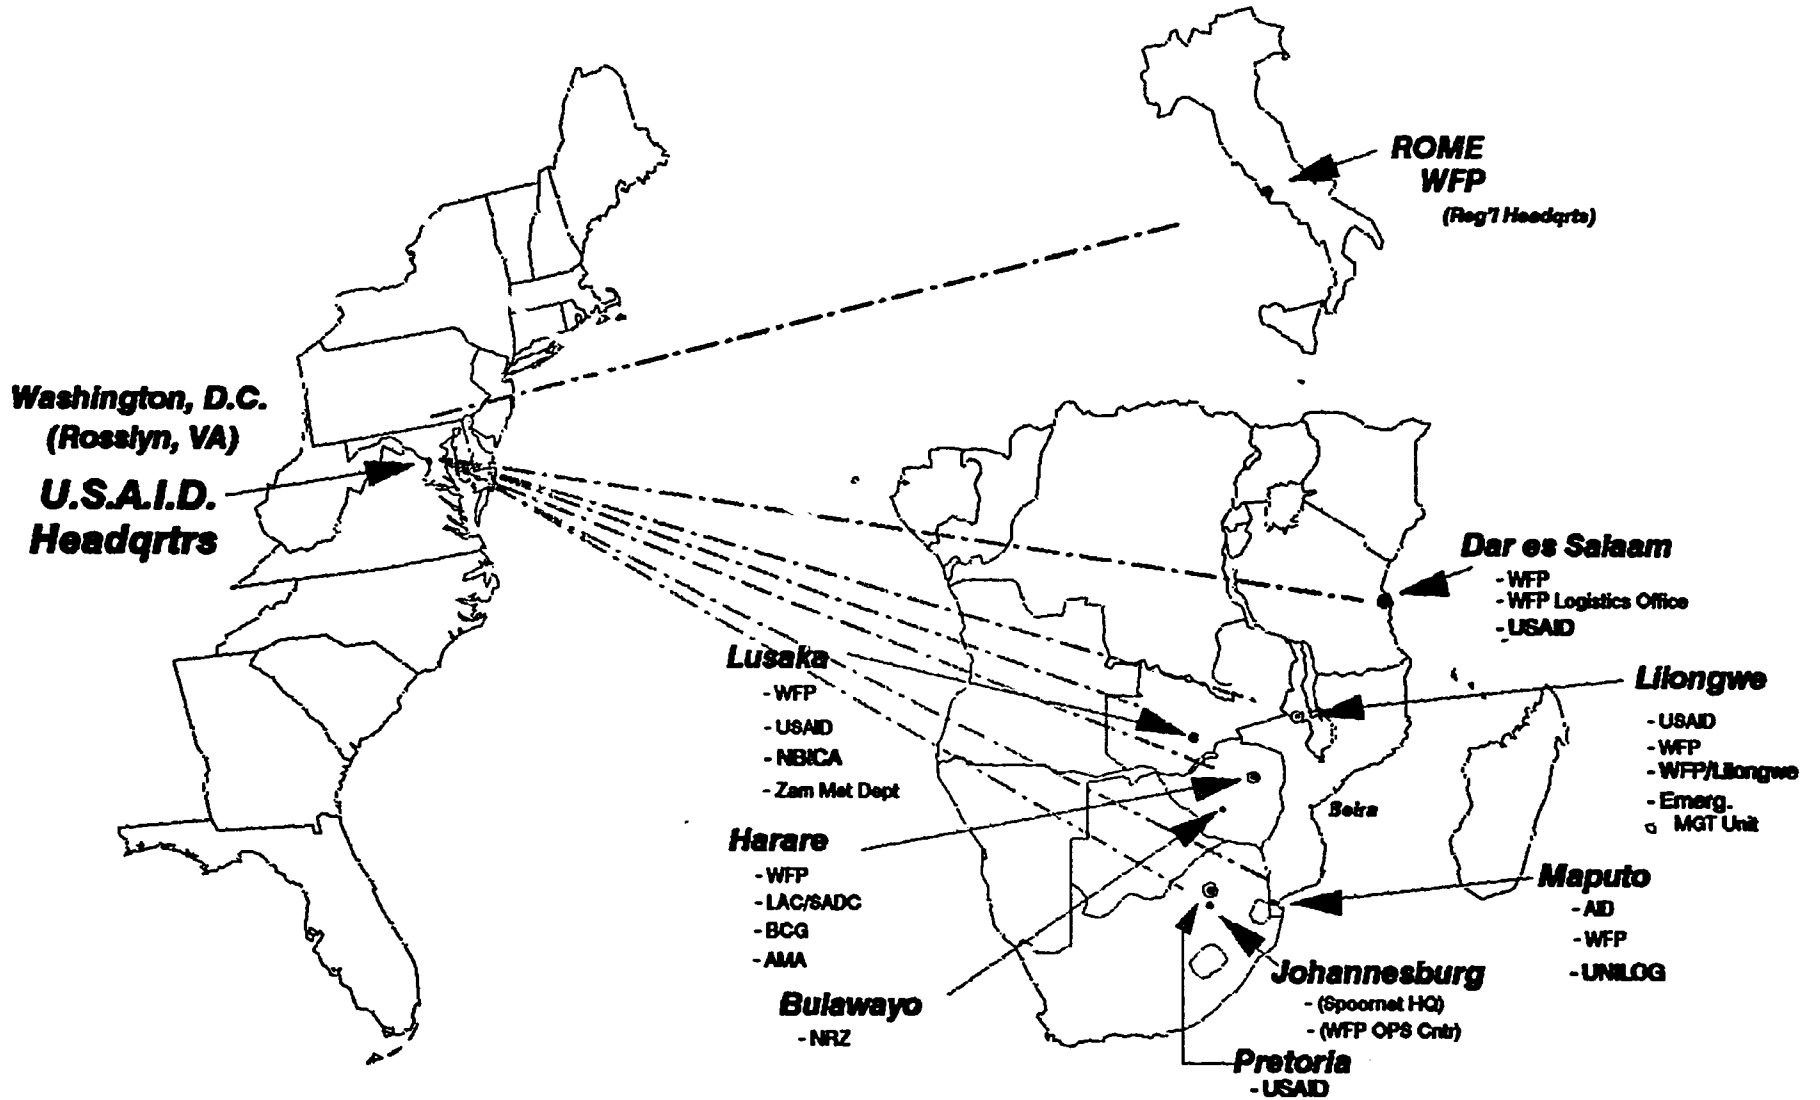 ROME
WFP
(Reg'l Headqrts)
Washington, D.C.
(Rosslyn, VA)
U.S.A.I.D.
Headqrtrs
Dar es Salaam
- WFP
- WFP Logistics Office
- USAID
Lusaka
- WFP
- USAID
- NBICA
- Zam Met Dept
Lilongwe
- USAID
- WFP
- WFP/Lilongwe
- Emerg.
MGT Unit
Beira
Harare
- WFP
- LAC/SADC
- BCG
- AMA
Maputo
- AID
- WFP
- UNILOG
Bulawayo
- NRZ
Johannesburg
- (Spoornet HQ)
- (WFP OPS Cntr)
Pretoria
- USAID